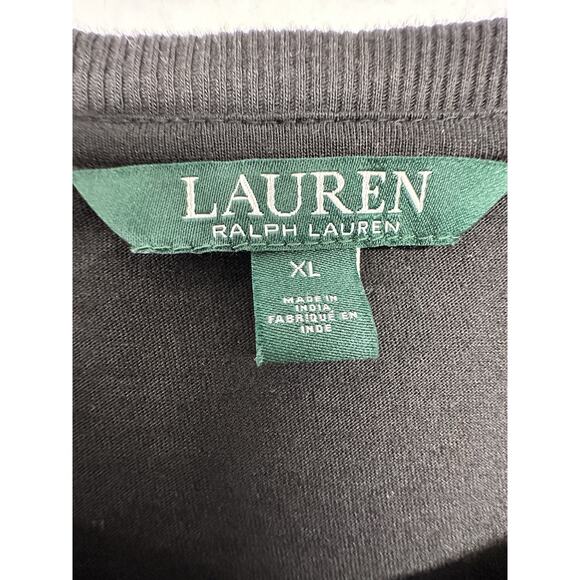 LAUREN
RALPH LAUREN
XL
MADE IN
INDIA
FABRIQUE EN
INDE